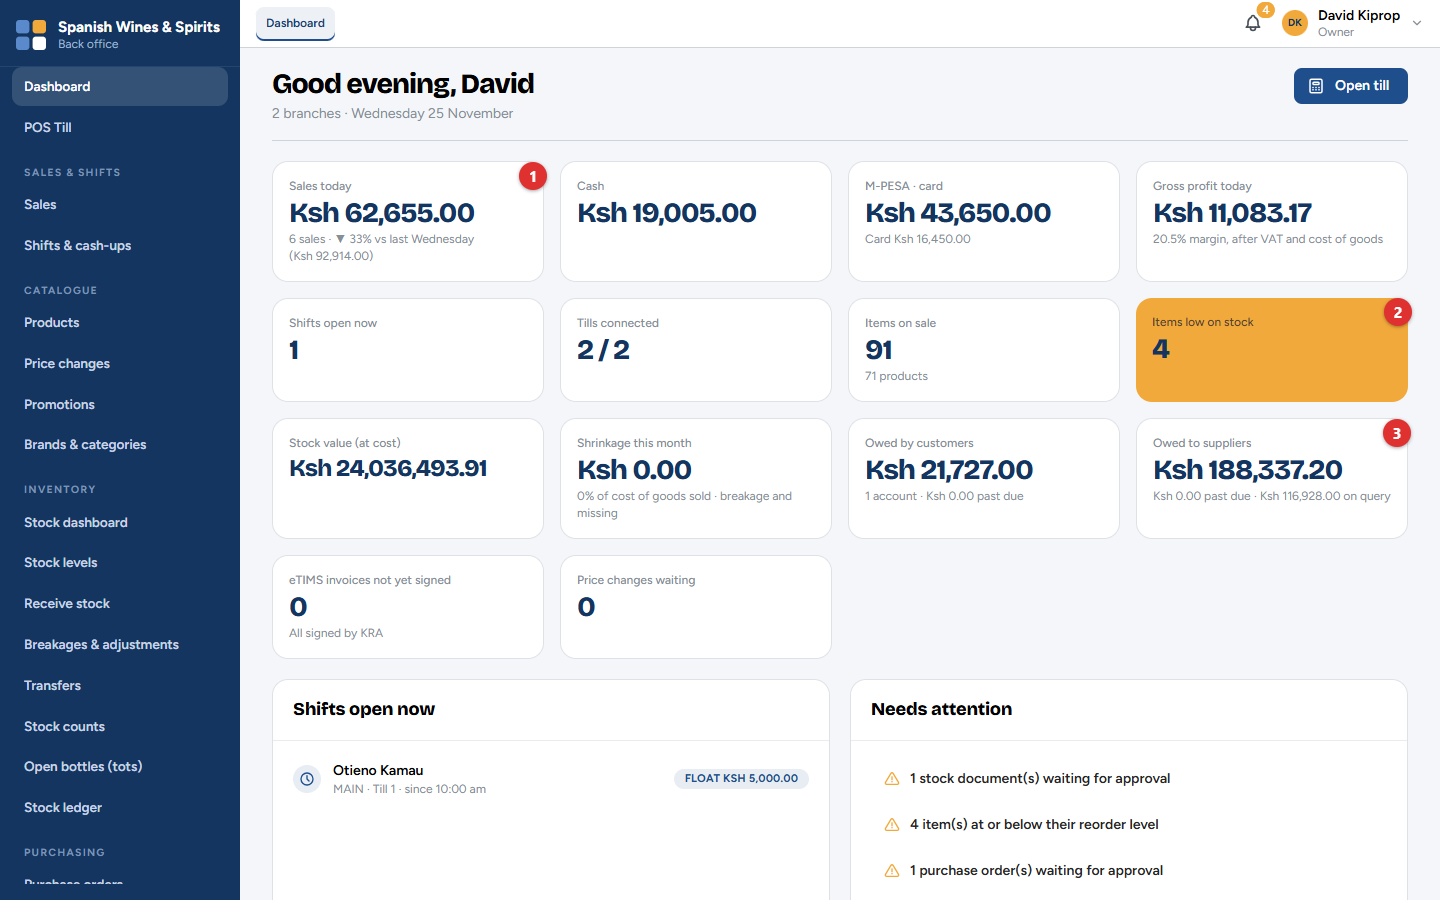 Spanish Wines & Spirits
Back office
Dashboard
POS Till
SALES & SHIFTS
Sales
Shifts & cash-ups
CATALOGUE
Products
Price changes
Promotions
Brands & categories
INVENTORY
Stock dashboard
Stock levels
Receive stock
Breakages & adjustments
Transfers
Stock counts
Open bottles (tots)
Stock ledger
PURCHASING
Purchase orders
Dashboard
4
DK
David Kiprop
Owner
Good evening, David
2 branches · Wednesday 25 November
Open till
Sales today
1
Ksh 62,655.00
6 sales · ▼ 33% vs last Wednesday
(Ksh 92,914.00)
Cash
Ksh 19,005.00
M-PESA · card
Ksh 43,650.00
Card Ksh 16,450.00
Gross profit today
Ksh 11,083.17
20.5% margin, after VAT and cost of goods
Shifts open now
1
Tills connected
2 / 2
Items on sale
91
71 products
Items low on stock
2
4
Stock value (at cost)
Ksh 24,036,493.91
Shrinkage this month
Ksh 0.00
0% of cost of goods sold · breakage and
missing
Owed by customers
Ksh 21,727.00
1 account · Ksh 0.00 past due
Owed to suppliers
3
Ksh 188,337.20
Ksh 0.00 past due · Ksh 116,928.00 on query
eTIMS invoices not yet signed
0
All signed by KRA
Price changes waiting
0
Shifts open now
Otieno Kamau
MAIN · Till 1 · since 10:00 am
FLOAT KSH 5,000.00
Needs attention
1 stock document(s) waiting for approval
4 item(s) at or below their reorder level
1 purchase order(s) waiting for approval